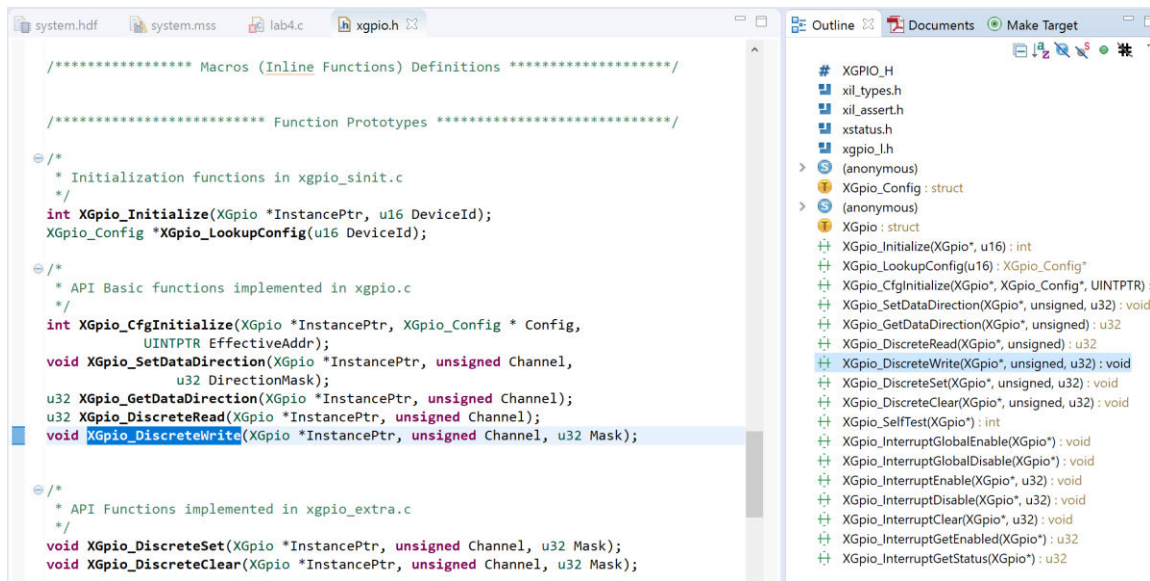 system.hdf system.mss lab4.c xgpio.h
/***************** Macros (Inline Functions) Definitions ********************/
/************************** Function Prototypes *****************************/
/*
 * Initialization functions in xgpio_sinit.c
 */
int XGpio_Initialize(XGpio *InstancePtr, u16 DeviceId);
XGpio_Config *XGpio_LookupConfig(u16 DeviceId);
/*
 * API Basic functions implemented in xgpio.c
 */
int XGpio_CfgInitialize(XGpio *InstancePtr, XGpio_Config * Config,
UINTPTR EffectiveAddr);
void XGpio_SetDataDirection(XGpio *InstancePtr, unsigned Channel,
u32 DirectionMask);
u32 XGpio_GetDataDirection(XGpio *InstancePtr, unsigned Channel);
u32 XGpio_DiscreteRead(XGpio *InstancePtr, unsigned Channel);
void XGpio_DiscreteWrite(XGpio *InstancePtr, unsigned Channel, u32 Mask);
/*
 * API Functions implemented in xgpio_extra.c
 */
void XGpio_DiscreteSet(XGpio *InstancePtr, unsigned Channel, u32 Mask);
void XGpio_DiscreteClear(XGpio *InstancePtr, unsigned Channel, u32 Mask);
Outline Documents Make Target
XGPIO_H
xil_types.h
xil_assert.h
xstatus.h
xgpio_l.h
(anonymous)
XGpio_Config : struct
(anonymous)
XGpio : struct
XGpio_Initialize(XGpio*, u16) : int
XGpio_LookupConfig(u16) : XGpio_Config*
XGpio_CfgInitialize(XGpio*, XGpio_Config*, UINTPTR) :
XGpio_SetDataDirection(XGpio*, unsigned, u32) : void
XGpio_GetDataDirection(XGpio*, unsigned) : u32
XGpio_DiscreteRead(XGpio*, unsigned) : u32
XGpio_DiscreteWrite(XGpio*, unsigned, u32) : void
XGpio_DiscreteSet(XGpio*, unsigned, u32) : void
XGpio_DiscreteClear(XGpio*, unsigned, u32) : void
XGpio_SelfTest(XGpio*) : int
XGpio_InterruptGlobalEnable(XGpio*) : void
XGpio_InterruptGlobalDisable(XGpio*) : void
XGpio_InterruptEnable(XGpio*, u32) : void
XGpio_InterruptDisable(XGpio*, u32) : void
XGpio_InterruptClear(XGpio*, u32) : void
XGpio_InterruptGetEnabled(XGpio*) : u32
XGpio_InterruptGetStatus(XGpio*) : u32